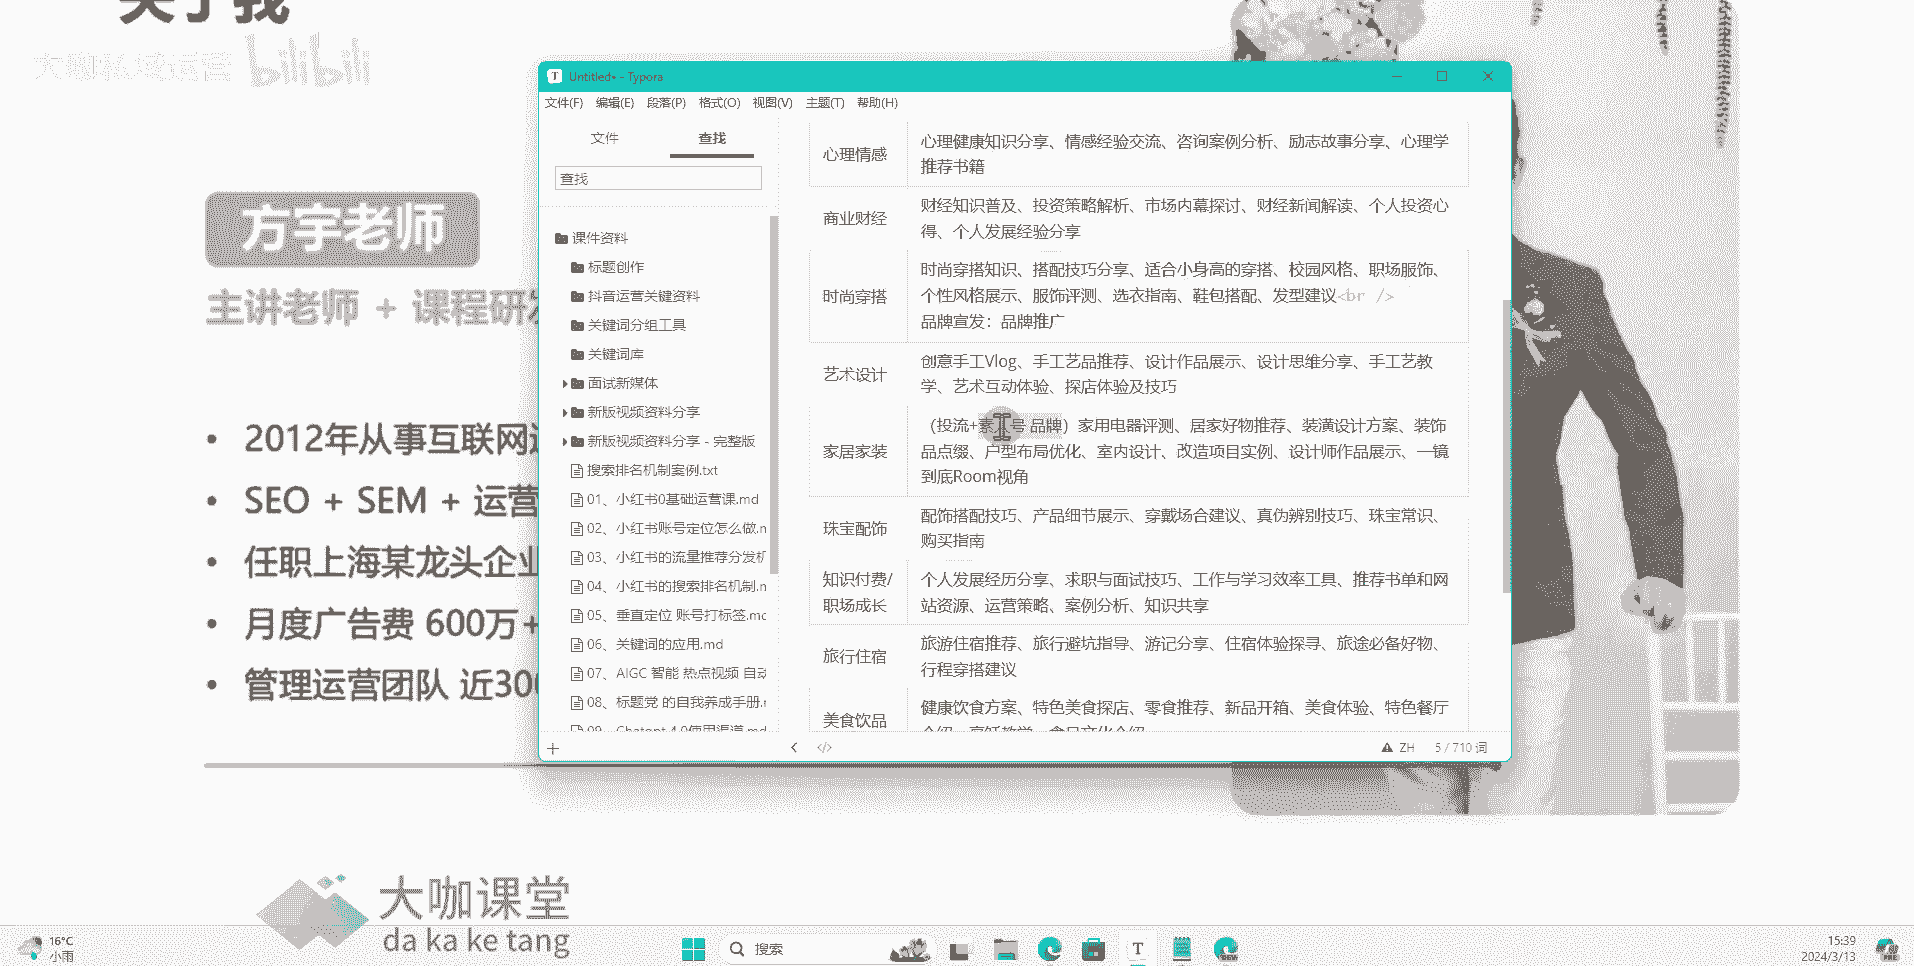 关于我
大咖私域运营 bilibili
方宇老师
主讲老师 + 课程研发
2012年从事互联网
SEO + SEM + 运营
任职上海某龙头企业
月度广告费 600万+
管理运营团队 近300
大咖课堂
da ka ke tang
Untitled• - Typora
文件(F) 编辑(E) 段落(P) 格式(O) 视图(V) 主题(T) 帮助(H)
文件 查找
查找
课件资料
标题创作
抖音运营关键资料
关键词分组工具
关键词库
面试新媒体
新版视频资料分享
新版视频资料分享 - 完整版
搜索排名机制案例.txt
01、小红书0基础运营课.md
02、小红书账号定位怎么做.m
03、小红书的流量推荐分发机
04、小红书的搜索排名机制.m
05、垂直定位 账号打标签.mc
06、关键词的应用.md
07、AIGC 智能 热点视频 自动
08、标题党 的自我养成手册.r
09、Chatgpt 4.0使用渠道.md
心理情感
心理健康知识分享、情感经验交流、咨询案例分析、励志故事分享、心理学
推荐书籍
商业财经
财经知识普及、投资策略解析、市场内幕探讨、财经新闻解读、个人投资心
得、个人发展经验分享
时尚穿搭
时尚穿搭知识、搭配技巧分享、适合小身高的穿搭、校园风格、职场服饰、
个性风格展示、服饰评测、选衣指南、鞋包搭配、发型建议<br />
品牌宣发：品牌推广
艺术设计
创意手工Vlog、手工艺品推荐、设计作品展示、设计思维分享、手工艺教
学、艺术互动体验、探店体验及技巧
家居家装
（投流+素人号 品牌）家用电器评测、居家好物推荐、装潢设计方案、装饰
品点缀、户型布局优化、室内设计、改造项目实例、设计师作品展示、一镜
到底Room视角
珠宝配饰
配饰搭配技巧、产品细节展示、穿戴场合建议、真伪辨别技巧、珠宝常识、
购买指南
知识付费/
职场成长
个人发展经历分享、求职与面试技巧、工作与学习效率工具、推荐书单和网
站资源、运营策略、案例分析、知识共享
旅行住宿
旅游住宿推荐、旅行避坑指导、游记分享、住宿体验探寻、旅途必备好物、
行程穿搭建议
美食饮品
健康饮食方案、特色美食探店、零食推荐、新品开箱、美食体验、特色餐厅
ZH 5 / 710 词
16°C
小雨
搜索
15:39
2024/3/13